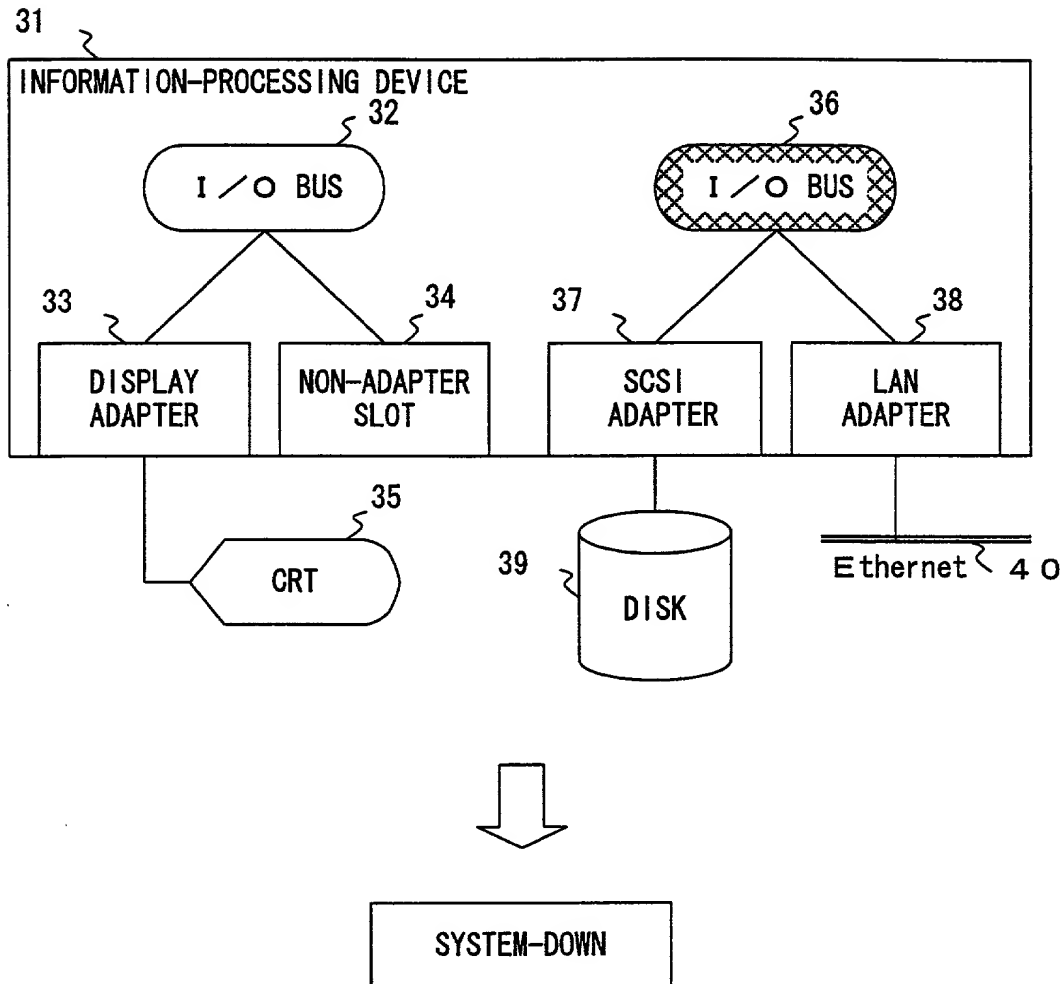 31
INFORMATION-PROCESSING DEVICE
32
36
I/O BUS
I/O BUS
33
34
37
38
DISPLAY
ADAPTER
NON-ADAPTER
SLOT
SCSI
ADAPTER
LAN
ADAPTER
35
CRT
39
DISK
Ethernet 40
SYSTEM-DOWN